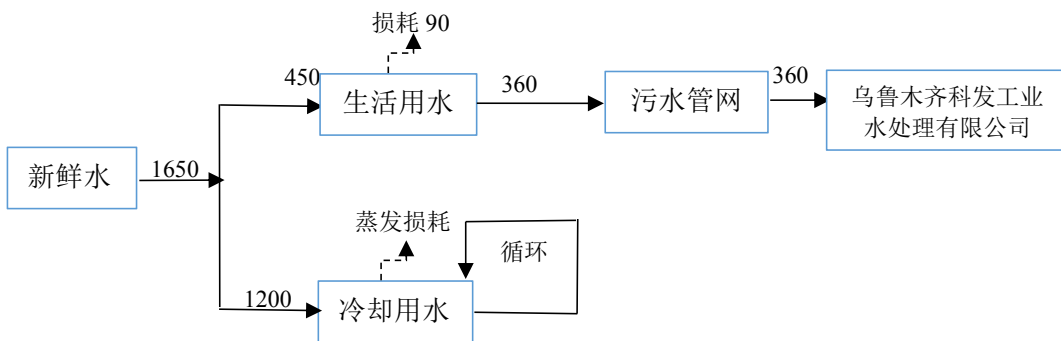 损耗 90
450
生活用水
360
污水管网
360
乌鲁木齐科发工业
水处理有限公司
新鲜水
1650
蒸发损耗
循环
1200
冷却用水